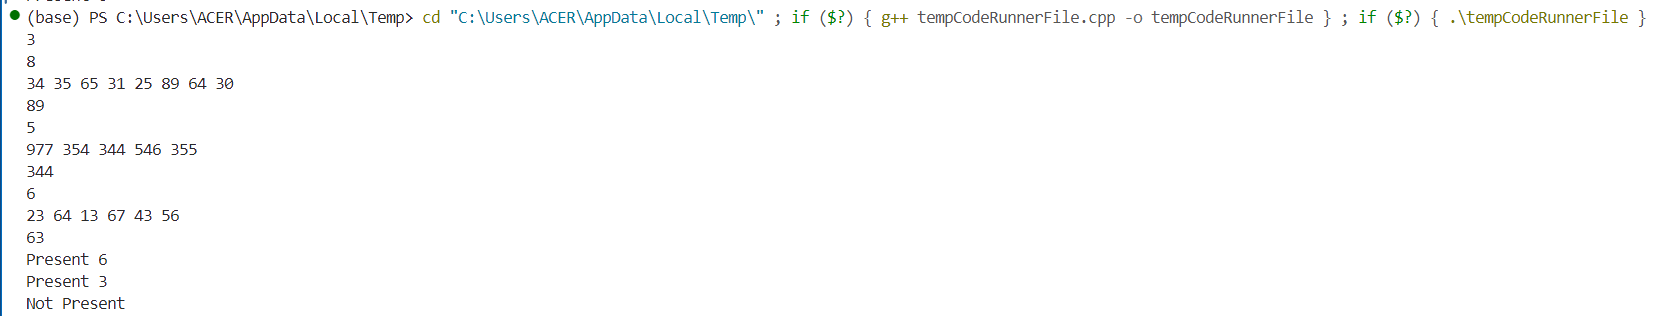 (base) PS C:\Users\ACER\AppData\Local\Temp> cd "C:\Users\ACER\AppData\Local\Temp\" ; if ($?) { g++ tempCodeRunnerFile.cpp -o tempCodeRunnerFile } ; if ($?) { .\tempCodeRunnerFile }
3
8
34 35 65 31 25 89 64 30
89
5
977 354 344 546 355
344
6
23 64 13 67 43 56
63
Present 6
Present 3
Not Present